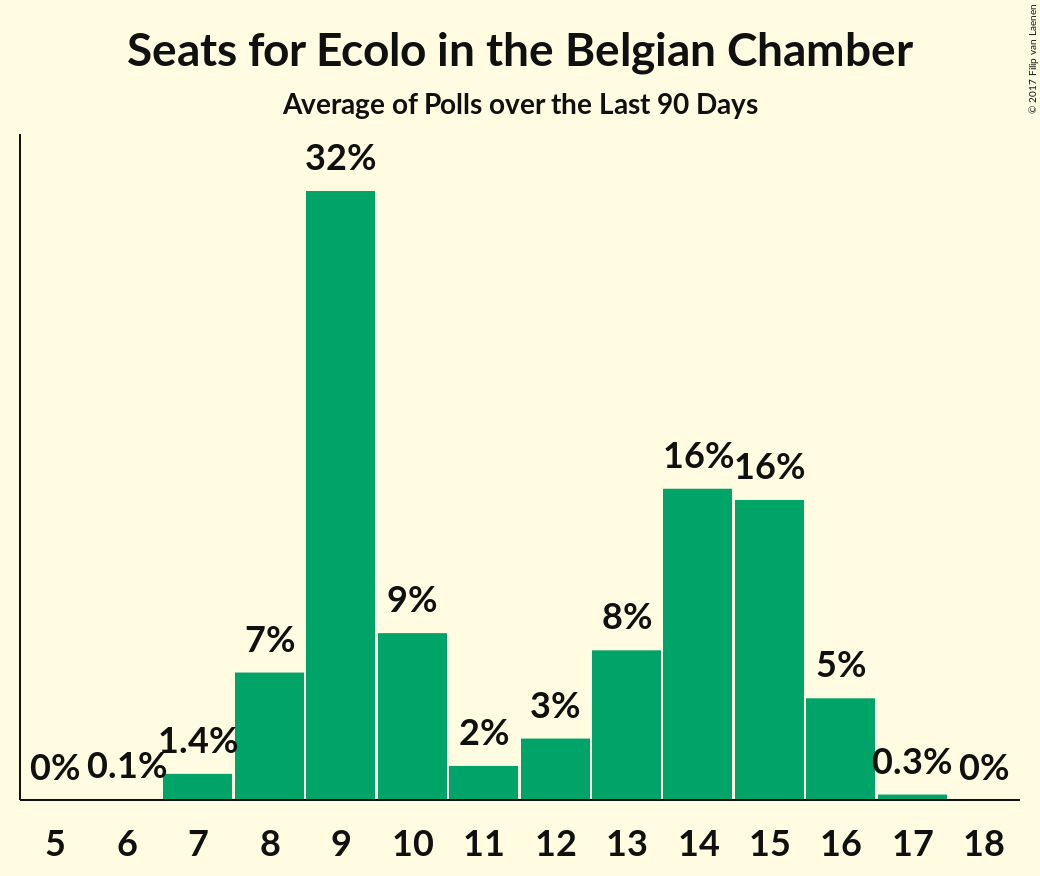 Seats for Ecolo in the Belgian Chamber
Average of Polls over the Last 90 Days
© 2017 Filip van Laenen
0% 0.1% 1.4% 7% 32% 9% 2% 3% 8% 16% 16% 5% 0.3% 0%
5 6 7 8 9 10 11 12 13 14 15 16 17 18